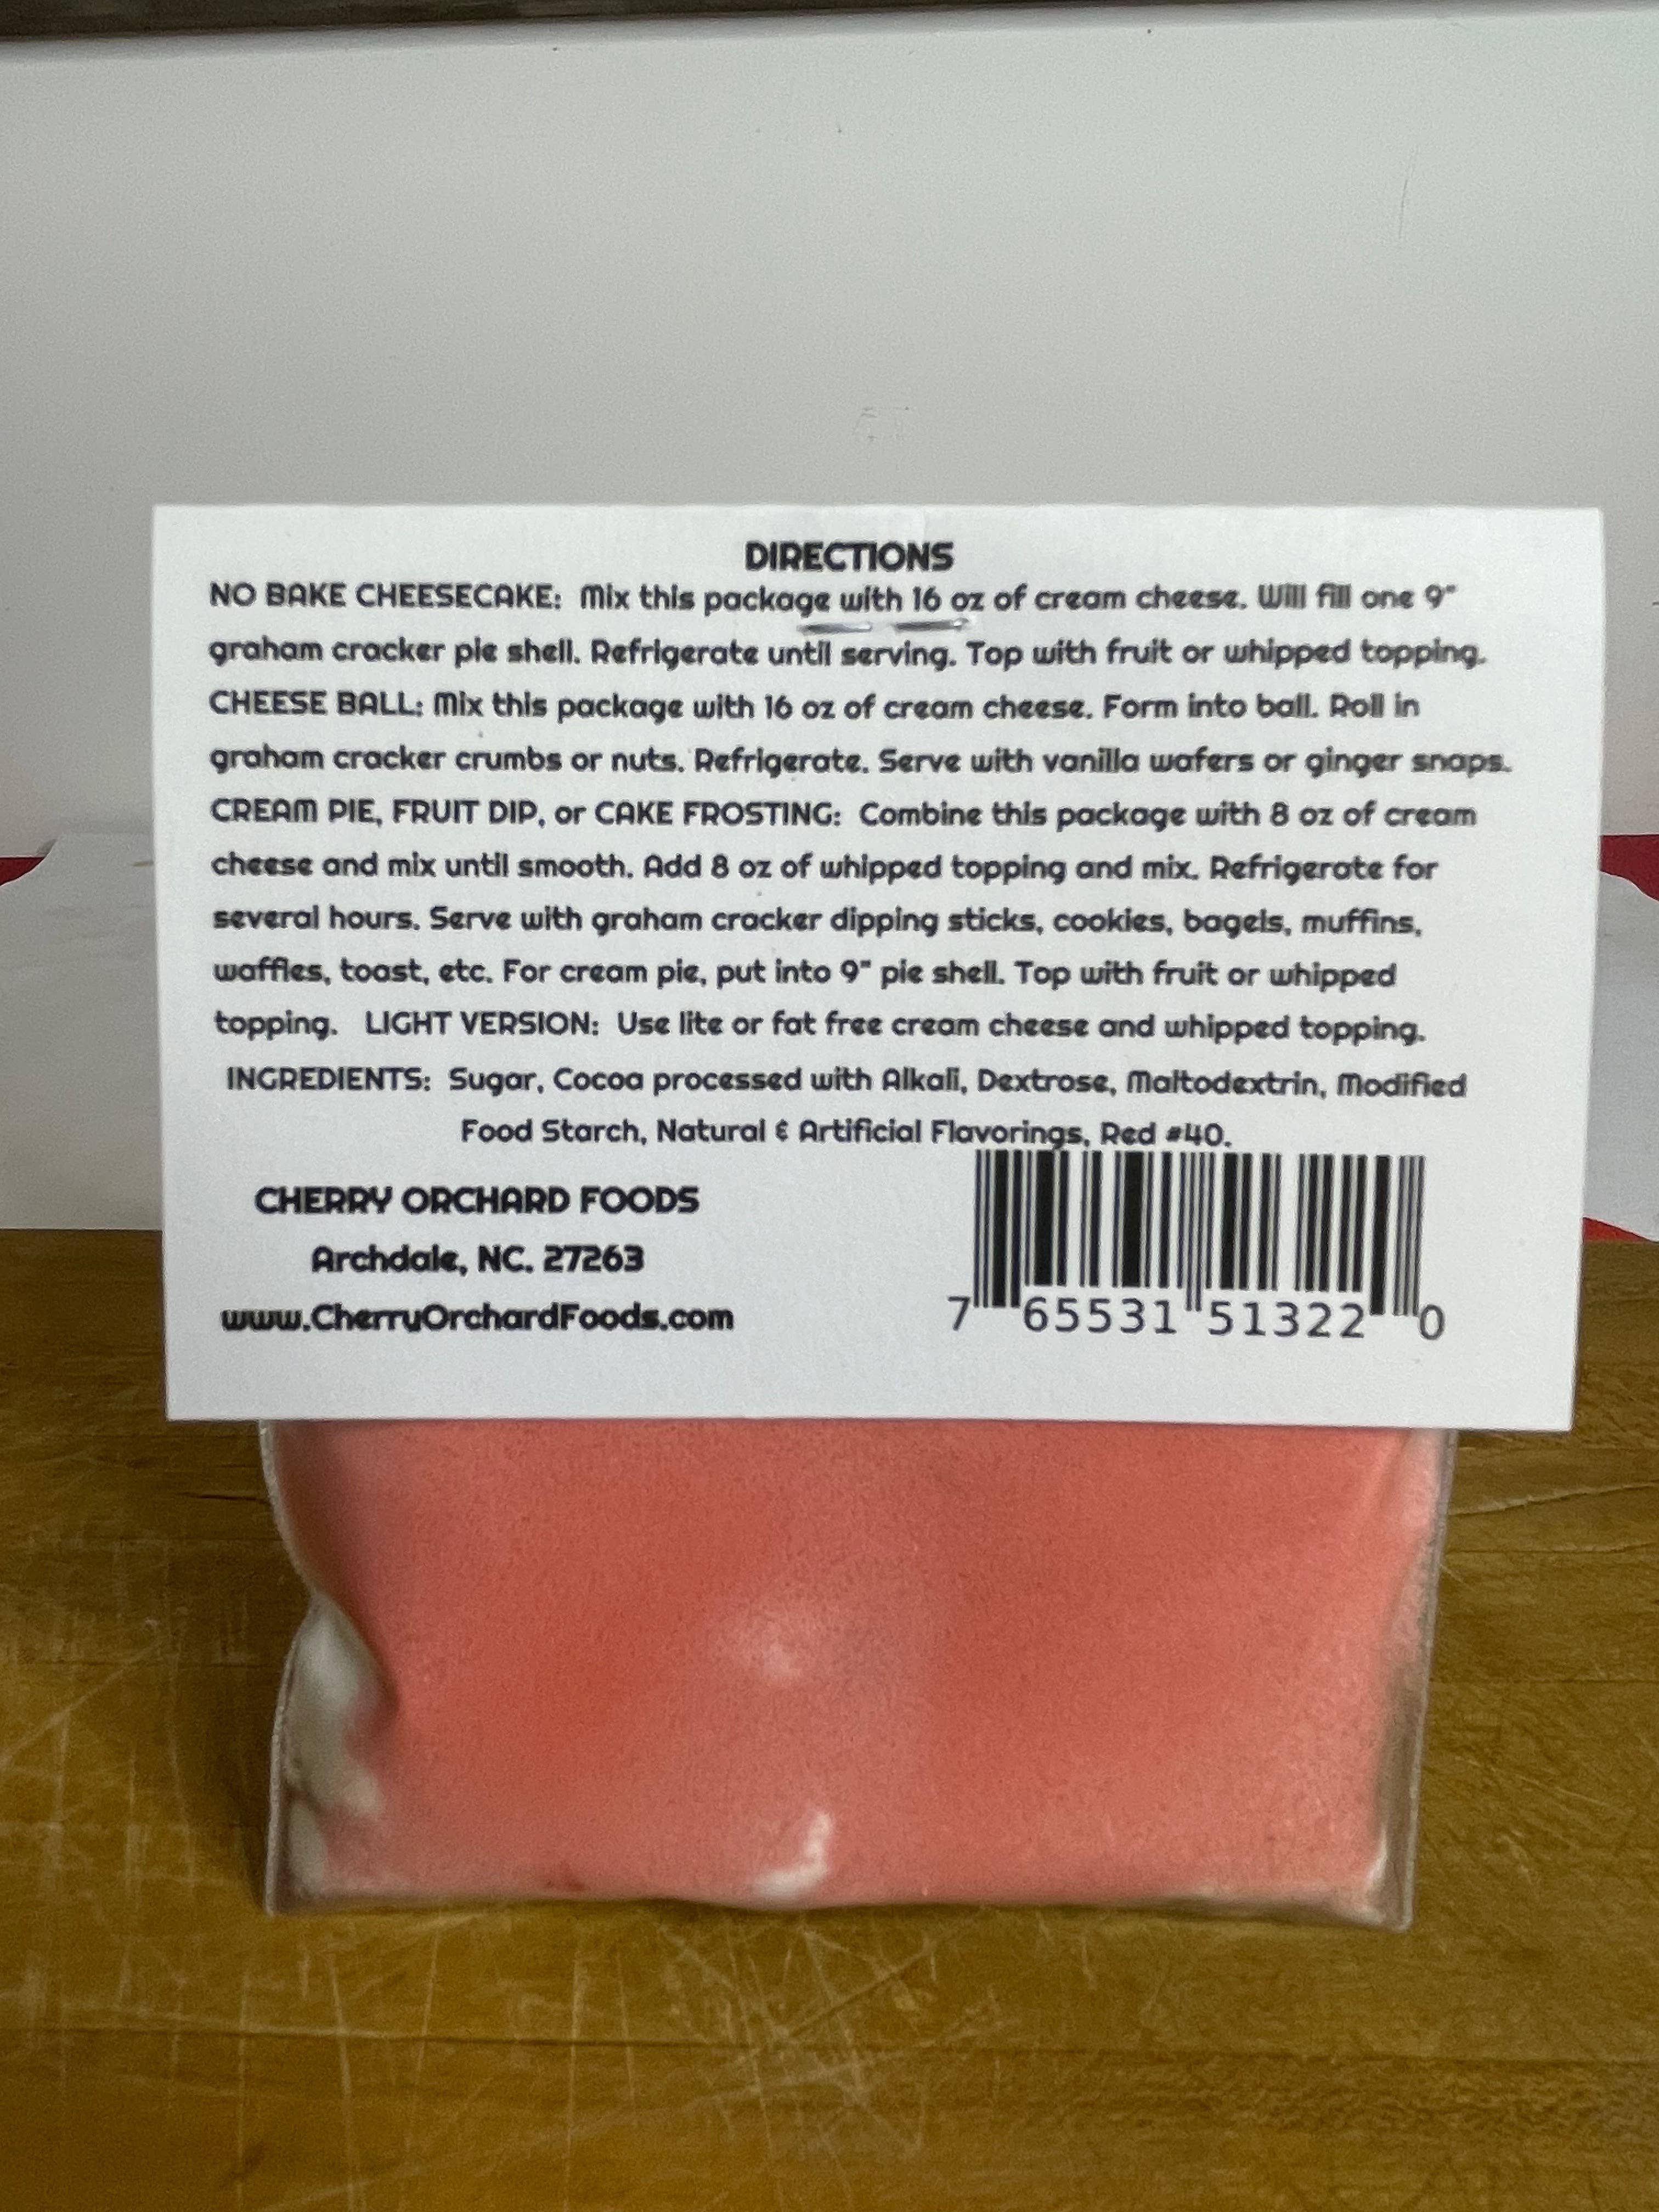 DIRECTIONS
NO BAKE CHEESECAKE: Mix this package with 16 oz of cream cheese. Will fill one 9"
graham cracker pie shell. Refrigerate until serving. Top with fruit or whipped topping.
CHEESE BALL: Mix this package with 16 oz of cream cheese. Form into ball. Roll in
graham cracker crumbs or nuts. Refrigerate. Serve with vanilla wafers or ginger snaps.
CREAM PIE, FRUIT DIP, or CAKE FROSTING: Combine this package with 8 oz of cream
cheese and mix until smooth. Add 8 oz of whipped topping and mix. Refrigerate for
several hours. Serve with graham cracker dipping sticks, cookies, bagels, muffins,
waffles, toast, etc. For cream pie, put into 9" pie shell. Top with fruit or whipped
topping. LIGHT VERSION: Use lite or fat free cream cheese and whipped topping.
INGREDIENTS: Sugar, Cocoa processed with Alkali, Dextrose, Maltodextrin, Modified
Food Starch, Natural & Artificial Flavorings, Red #40.
CHERRY ORCHARD FOODS
Archdale, NC. 27263
www.CherryOrchardFoods.com
7 65531 51322 0